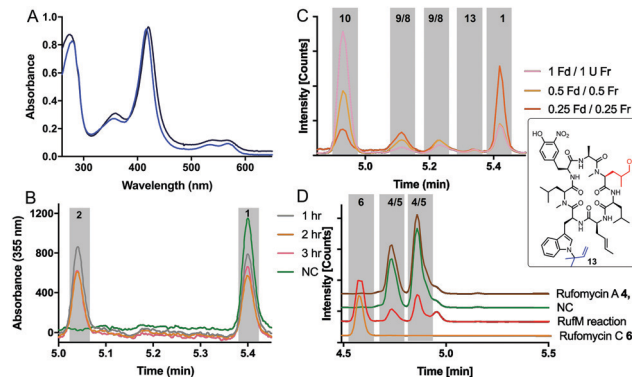 A
Absorbance
1.0
0.8
0.6
0.4
0.2
0.0
300
400
500
600
Wavelength (nm)
B
Absorbance (355 nm)
1200
800
400
0
-400
2
1
1 hr
2 hr
3 hr
NC
5.0
5.1
5.2
5.3
5.4
Time (min)
C
Intensity [Counts]
10
9/8
9/8
13
1
1 Fd / 1 U Fr
0.5 Fd / 0.5 Fr
0.25 Fd / 0.25 Fr
5.0
5.2
5.4
5.6
Time (min)
NO2
HO
O
NH
HN
N
13
D
Intensity [Counts]
6
4/5
4/5
Rufomycin A 4,
NC
RufM reaction
Rufomycin C 6
4.5
5.0
5.5
Time (min)